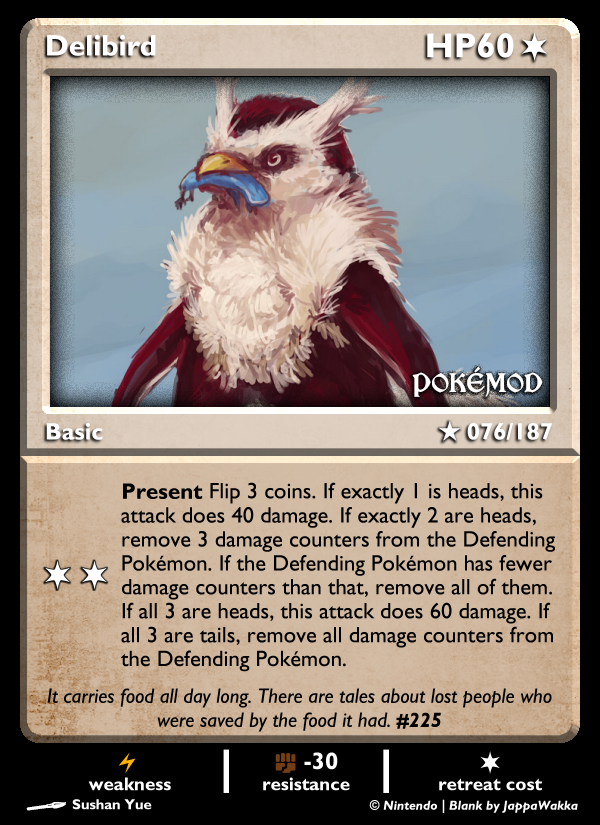 Delibird
HP60
POKÉMOD
Basic
★ 076/187
Present Flip 3 coins. If exactly 1 is heads, this
attack does 40 damage. If exactly 2 are heads,
remove 3 damage counters from the Defending
Pokémon. If the Defending Pokémon has fewer
damage counters than that, remove all of them.
If all 3 are heads, this attack does 60 damage. If
all 3 are tails, remove all damage counters from
the Defending Pokémon.
It carries food all day long. There are tales about lost people who
were saved by the food it had. #225
-30
weakness
resistance
retreat cost
Sushan Yue
© Nintendo | Blank by JappaWakka